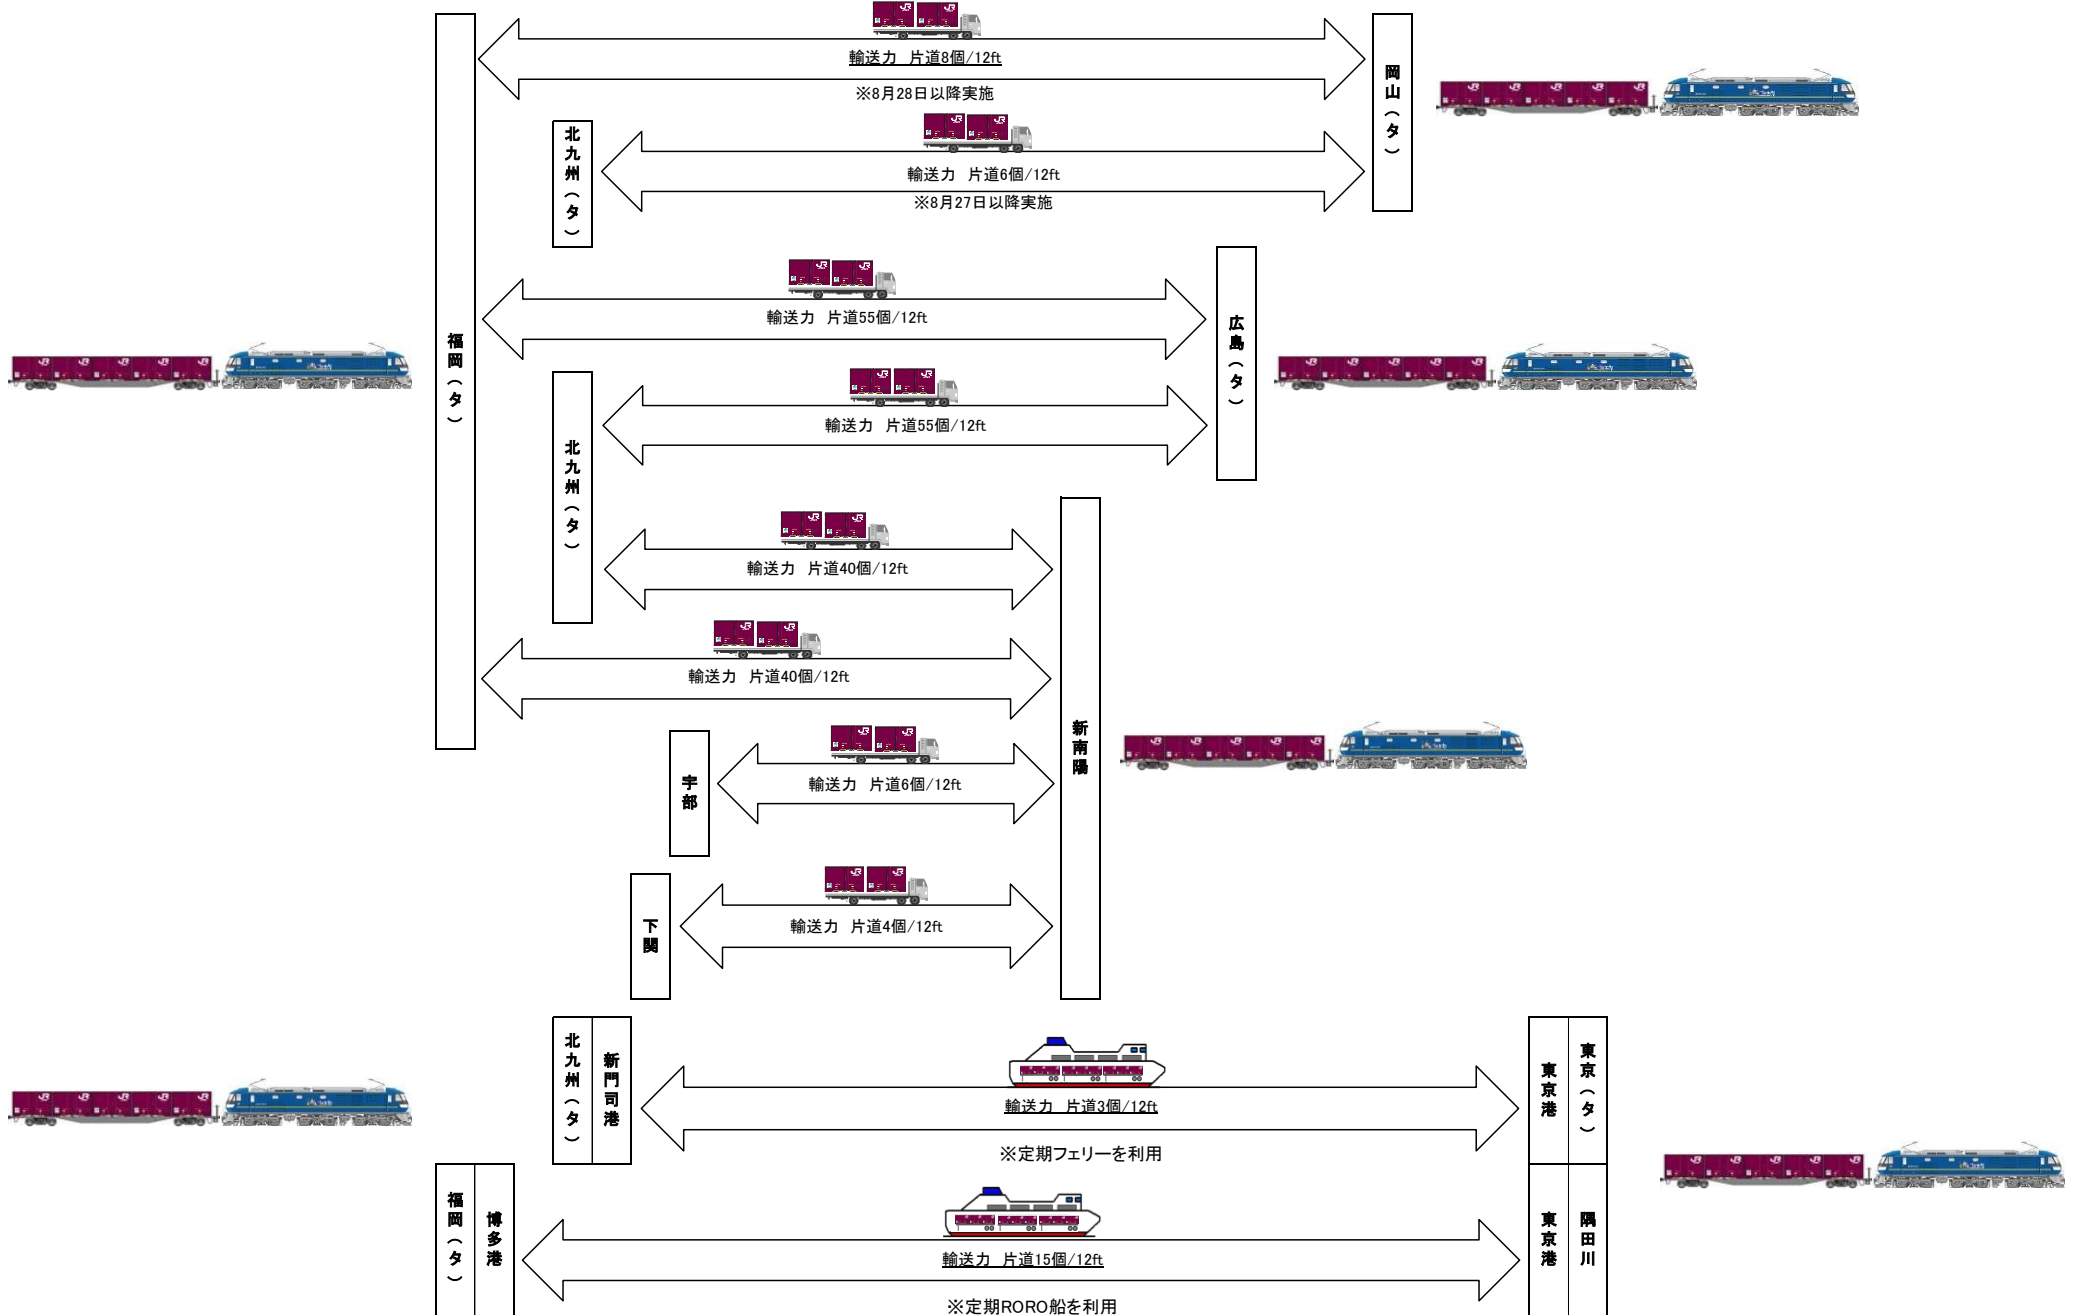 輸送力 片道8個/12ft
※8月28日以降実施
岡山(タ)
北九州(タ)
輸送力 片道6個/12ft
※8月27日以降実施
福岡(タ)
輸送力 片道55個/12ft
広島(タ)
北九州(タ)
輸送力 片道55個/12ft
輸送力 片道40個/12ft
輸送力 片道40個/12ft
新南陽
宇部
輸送力 片道6個/12ft
下関
輸送力 片道4個/12ft
北九州(タ)
新門司港
輸送力 片道3個/12ft
※定期フェリーを利用
東京港
東京(タ)
福岡(タ)
博多港
輸送力 片道15個/12ft
※定期RORO船を利用
東京港
隅田川